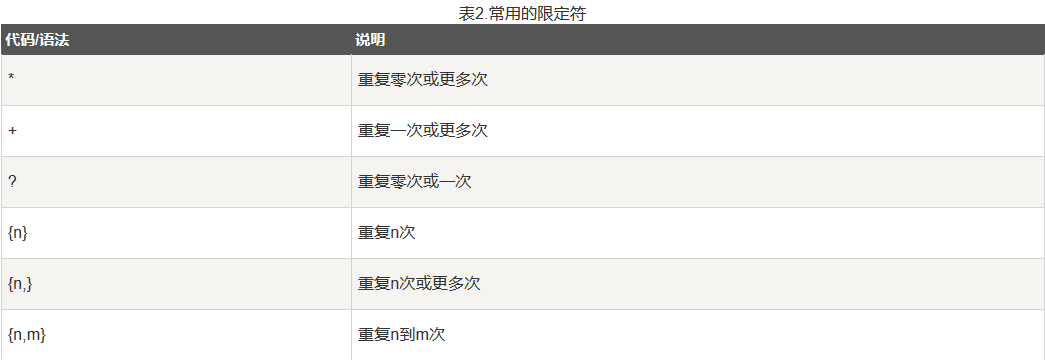 表2.常用的限定符
代码/语法 说明
* 重复零次或更多次
+ 重复一次或更多次
? 重复零次或一次
{n} 重复n次
{n,} 重复n次或更多次
{n,m} 重复n到m次